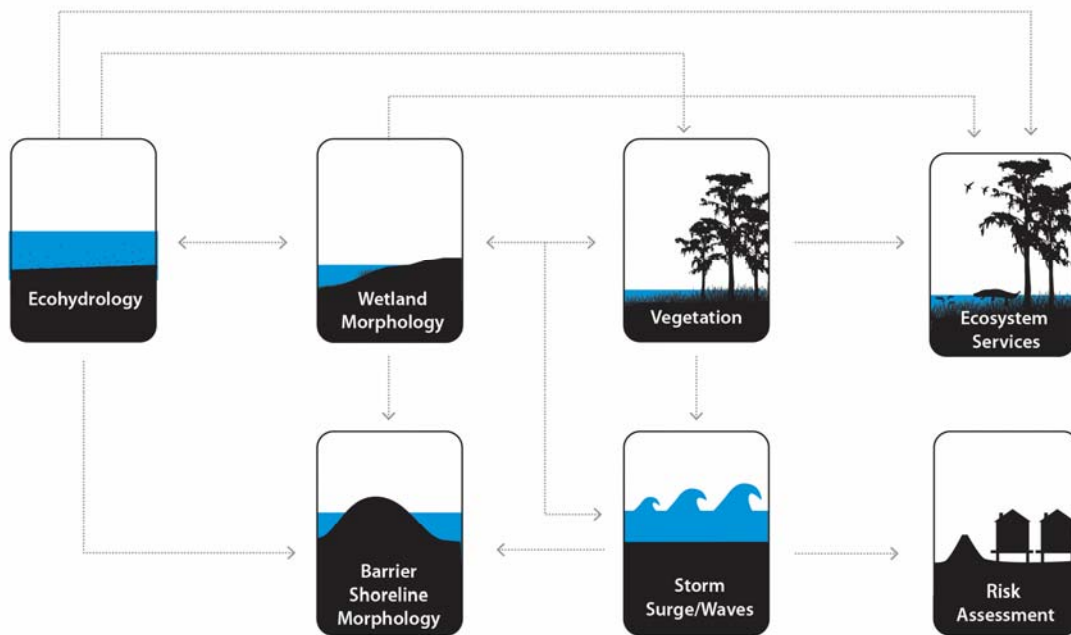 Ecohydrology
Wetland
Morphology
Vegetation
Ecosystem
Services
Barrier
Shoreline
Morphology
Storm
Surge/Waves
Risk
Assessment